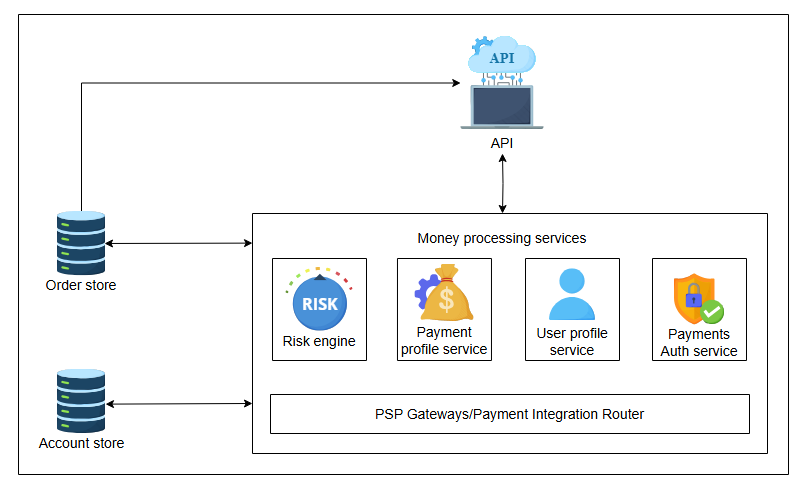 API
API
Order store
Money processing services
RISK
Risk engine
$
Payment
profile service
User profile
service
Payments
Auth service
Account store
PSP Gateways/Payment Integration Router